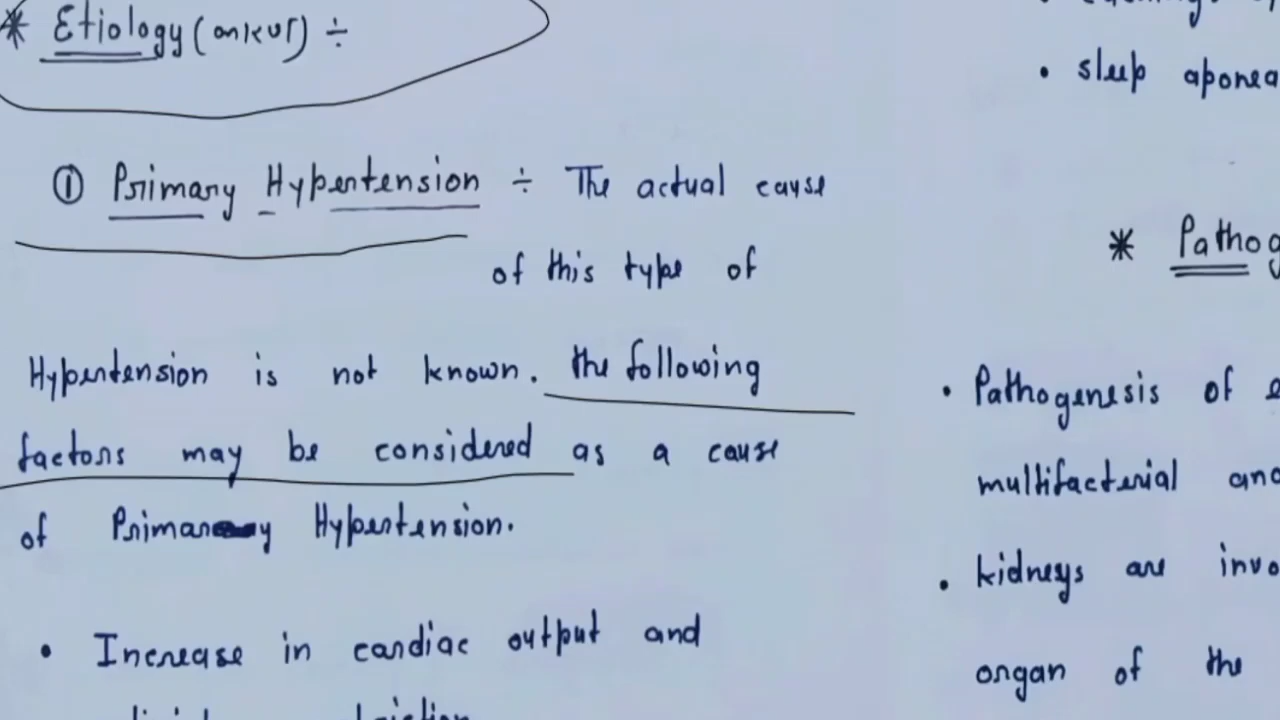 * Etiology (ankur) ÷
① Primary Hypertension ÷ The actual cause
of this type of
Hypertension is not known. the following
factors may be considered as a cause
of Primary Hypertension.
• Increase in cardiac output and
• sleep aponea
* Pathog
• Pathogenesis of e
multifacterial and
• kidneys are invo
organ of the